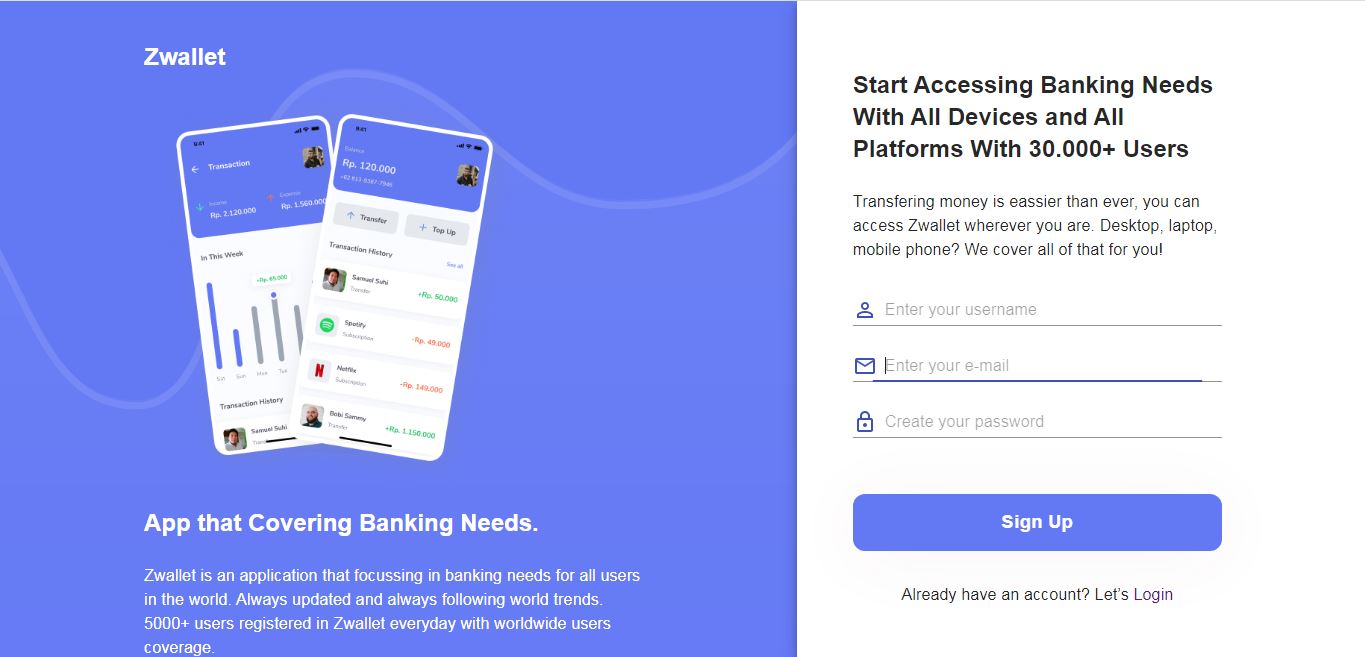 Zwallet
9:41
Transaction
Income
Rp. 2.120.000
Expense
Rp. 1.560.000
In This Week
+Rp. 65.000
Sun
Mon
Tue
Transaction History
Samuel Suhi
9:41
Balance
Rp. 120.000
+62 813-9387-7946
Transfer
Top Up
Transaction History
See all
Samuel Suhi
Transfer
+Rp. 50.000
Spotify
Subscription
-Rp. 49.000
N
Netflix
Subscription
-Rp. 149.000
Bobi Sammy
Transfer
+Rp. 1.150.000
App that Covering Banking Needs.
Zwallet is an application that focussing in banking needs for all users
in the world. Always updated and always following world trends.
5000+ users registered in Zwallet everyday with worldwide users
coverage.
Start Accessing Banking Needs
With All Devices and All
Platforms With 30.000+ Users
Transfering money is eassier than ever, you can
access Zwallet wherever you are. Desktop, laptop,
mobile phone? We cover all of that for you!
Enter your username
Enter your e-mail
Create your password
Sign Up
Already have an account? Let’s Login